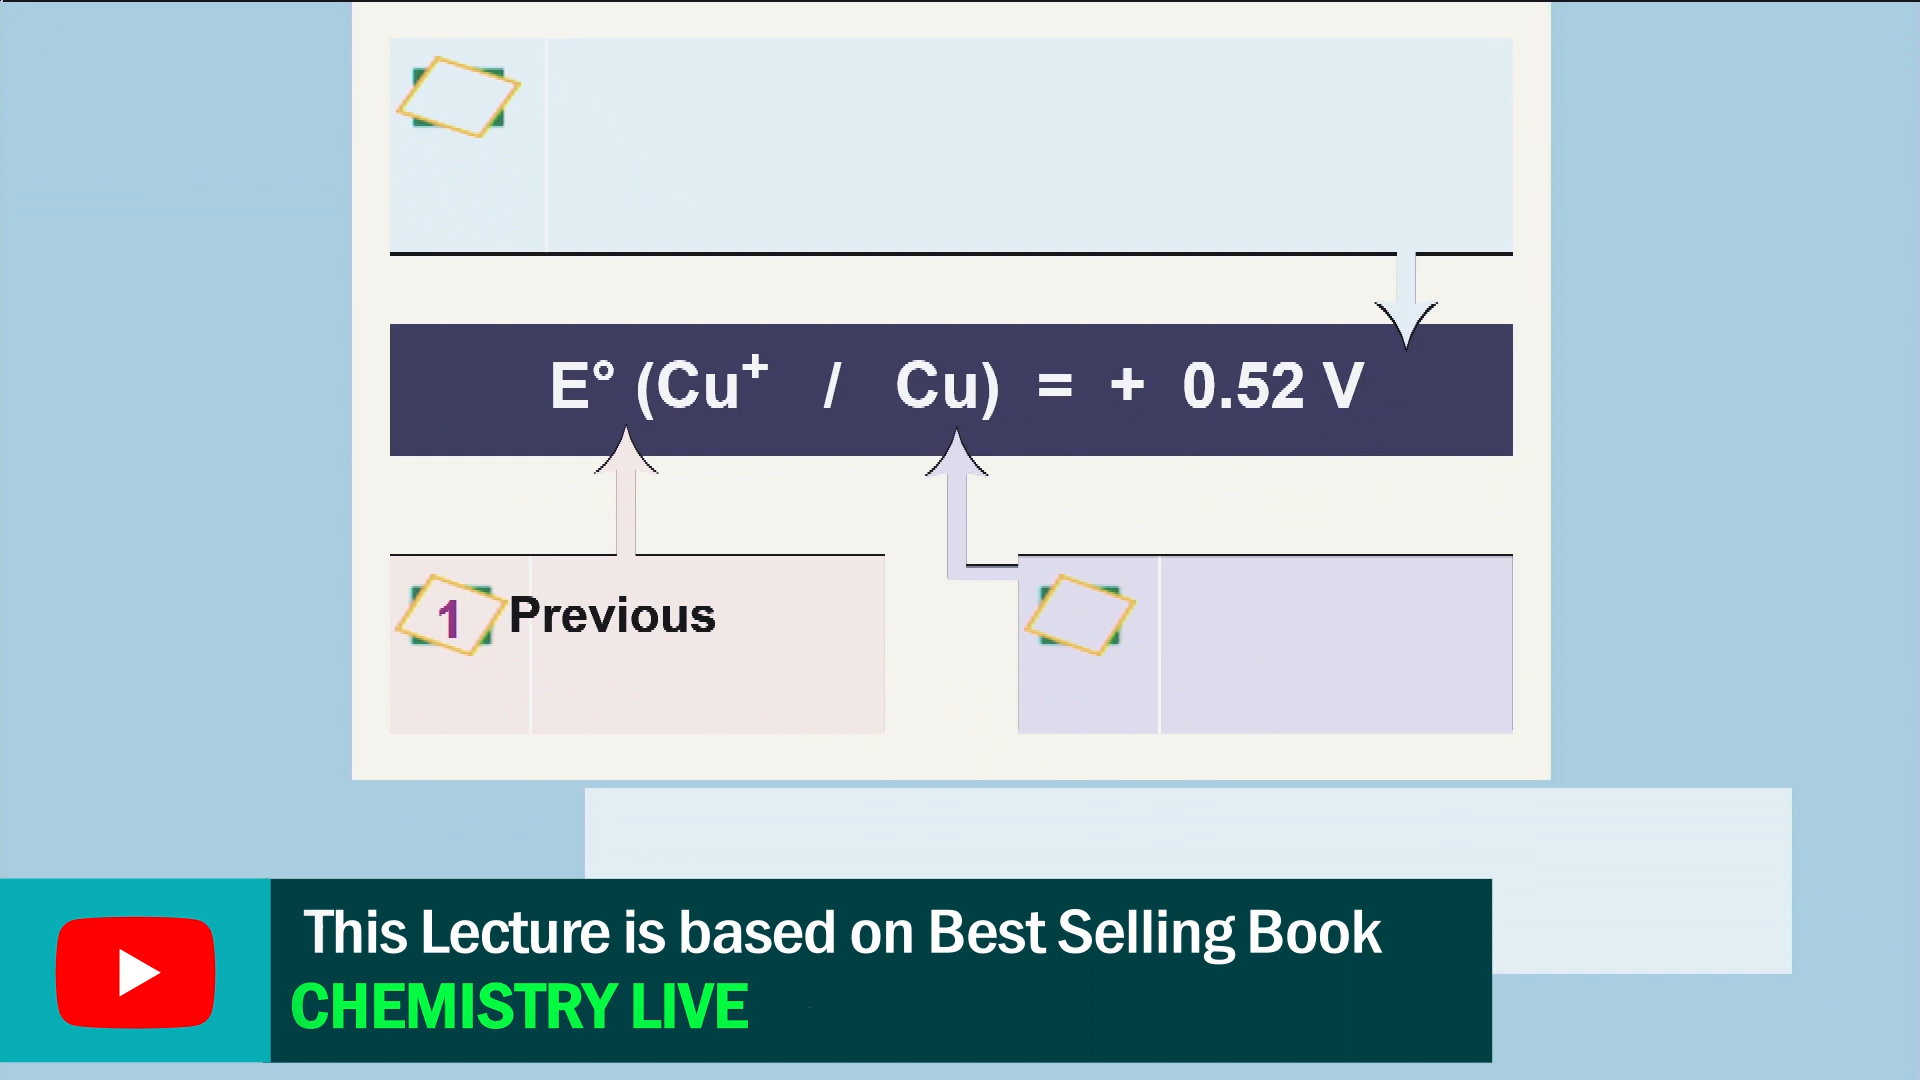 E° (Cu⁺ / Cu) = + 0.52 V
1 Previous
This Lecture is based on Best Selling Book
CHEMISTRY LIVE